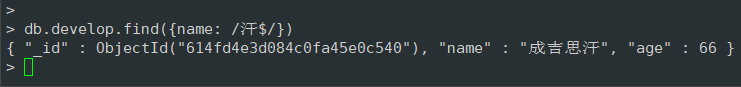 >
> db.develop.find({name: /汗$/})
{ "_id" : ObjectId("614fd4e3d084c0fa45e0c540"), "name" : "成吉思汗", "age" : 66 }
>